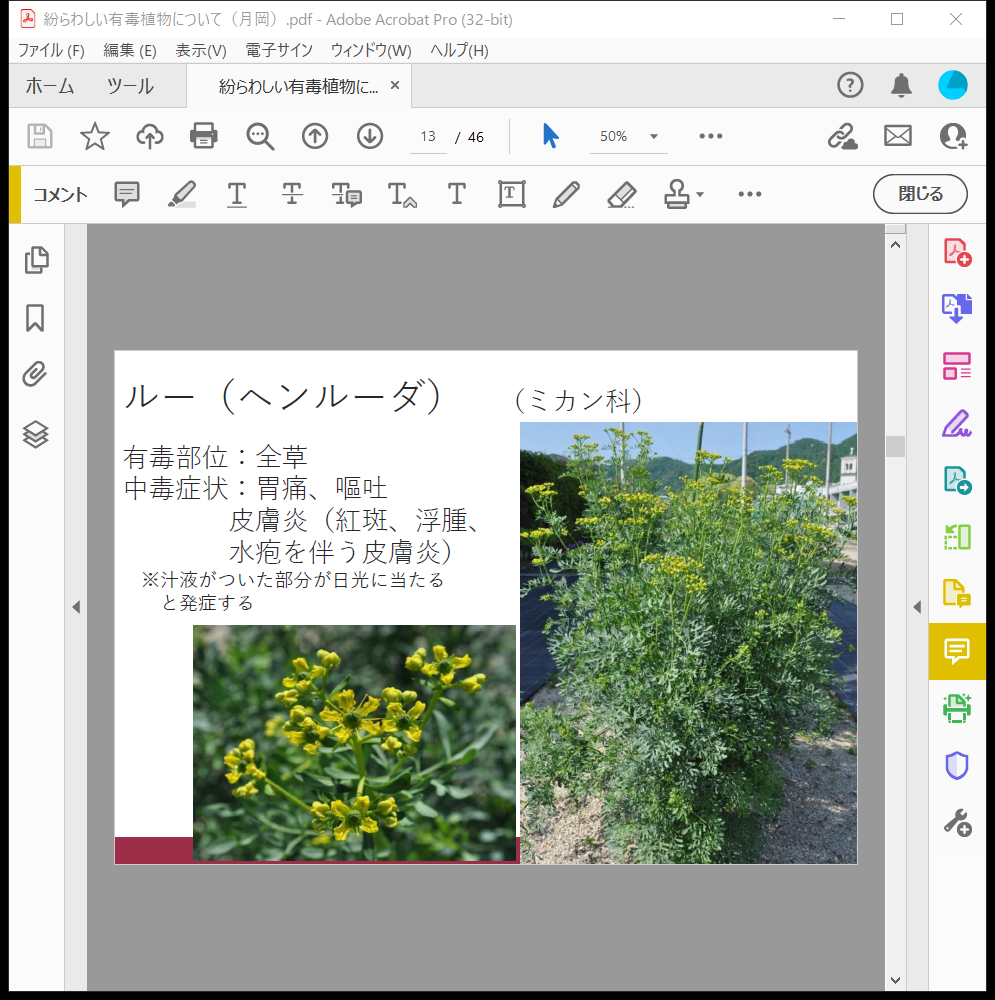 紛らわしい有毒植物について（月岡）.pdf - Adobe Acrobat Pro (32-bit)
ファイル (F) 編集 (E) 表示(V) 電子サイン ウィンドウ(W) ヘルプ(H)
ホーム ツール 紛らわしい有毒植物に... ×
13 / 46 50%
コメント 閉じる
ルー（ヘンルーダ） （ミカン科）
有毒部位：全草
中毒症状：胃痛、嘔吐
皮膚炎（紅斑、浮腫、
水疱を伴う皮膚炎）
※汁液がついた部分が日光に当たる
と発症する